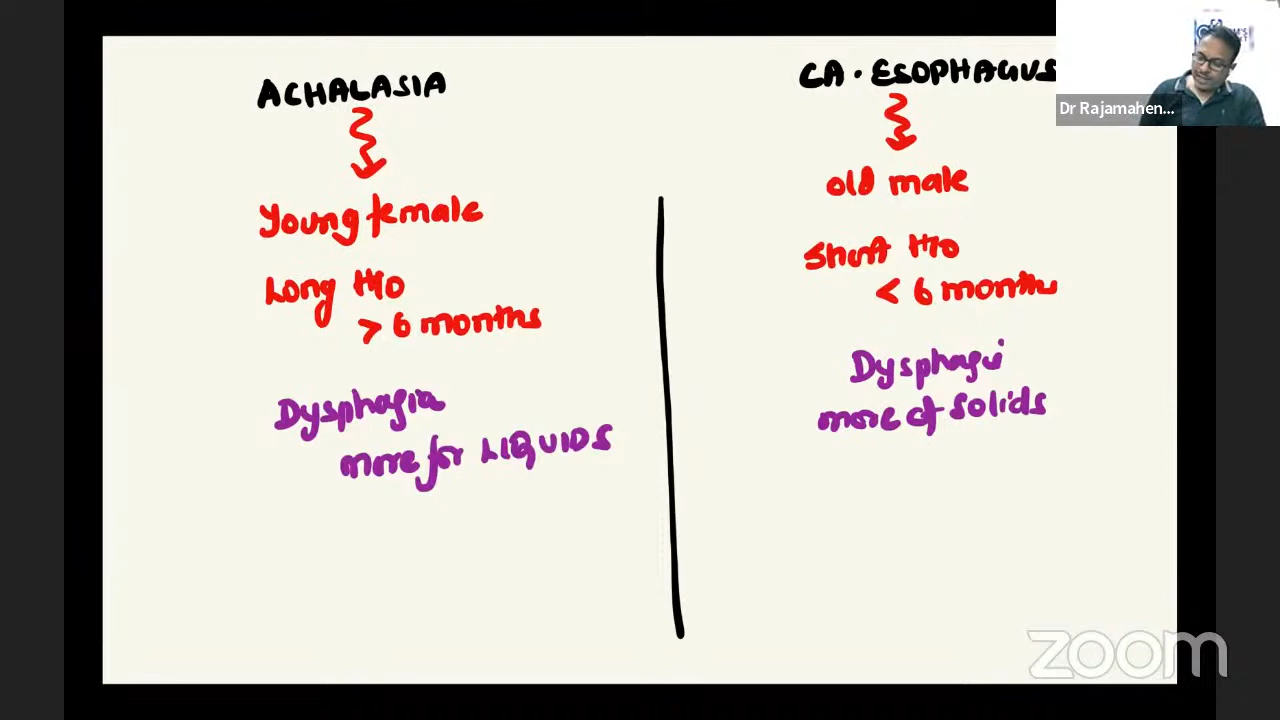 ACHALASIA
Young female
Long H/O
> 6 months
Dysphagia
more for LIQUIDS
CA. ESOPHAGUS
old male
Short H/O
< 6 months
Dysphagi
more of solids
Dr Rajamahen...
zoom